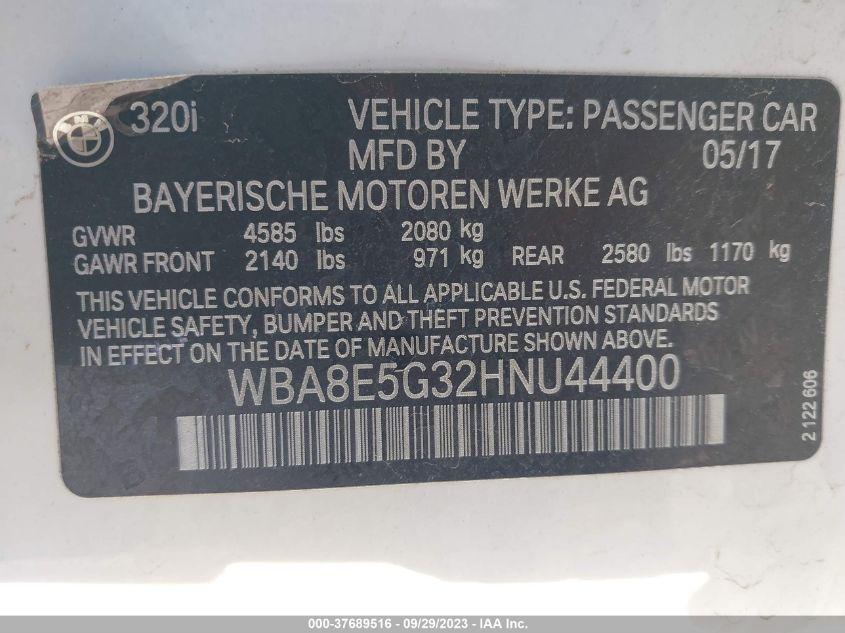 BMW
320i VEHICLE TYPE: PASSENGER CAR
MFD BY 05/17
BAYERISCHE MOTOREN WERKE AG
GVWR 4585 lbs 2080 kg
GAWR FRONT 2140 lbs 971 kg REAR 2580 lbs 1170 kg
THIS VEHICLE CONFORMS TO ALL APPLICABLE U.S. FEDERAL MOTOR
VEHICLE SAFETY, BUMPER AND THEFT PREVENTION STANDARDS
IN EFFECT ON THE DATE OF MANUFACTURE SHOWN ABOVE.
WBA8E5G32HNU44400
2 122 606
000-37689516 - 09/29/2023 - IAA Inc.